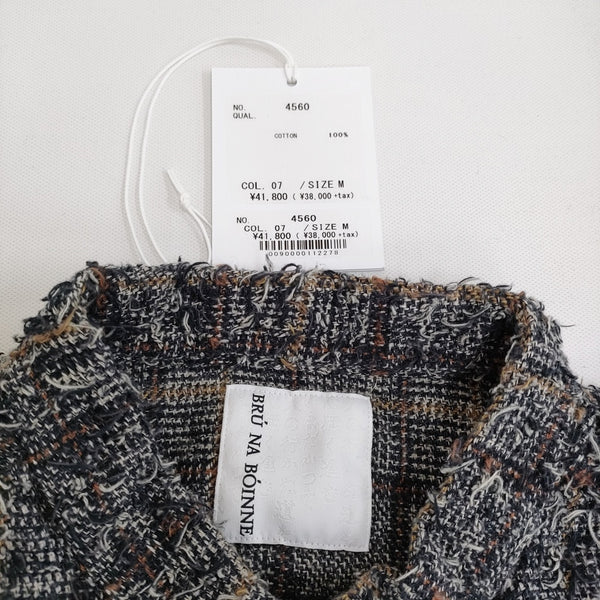 NO. 4560
QUAL.
COTTON 100%
COL. 07 / SIZE M
¥41,800 ( ¥38,000 +tax)
NO. 4560
COL. 07 / SIZE M
¥41,800 ( ¥38,000 +tax)
0090000112278
BRÚ NA BÓINNE